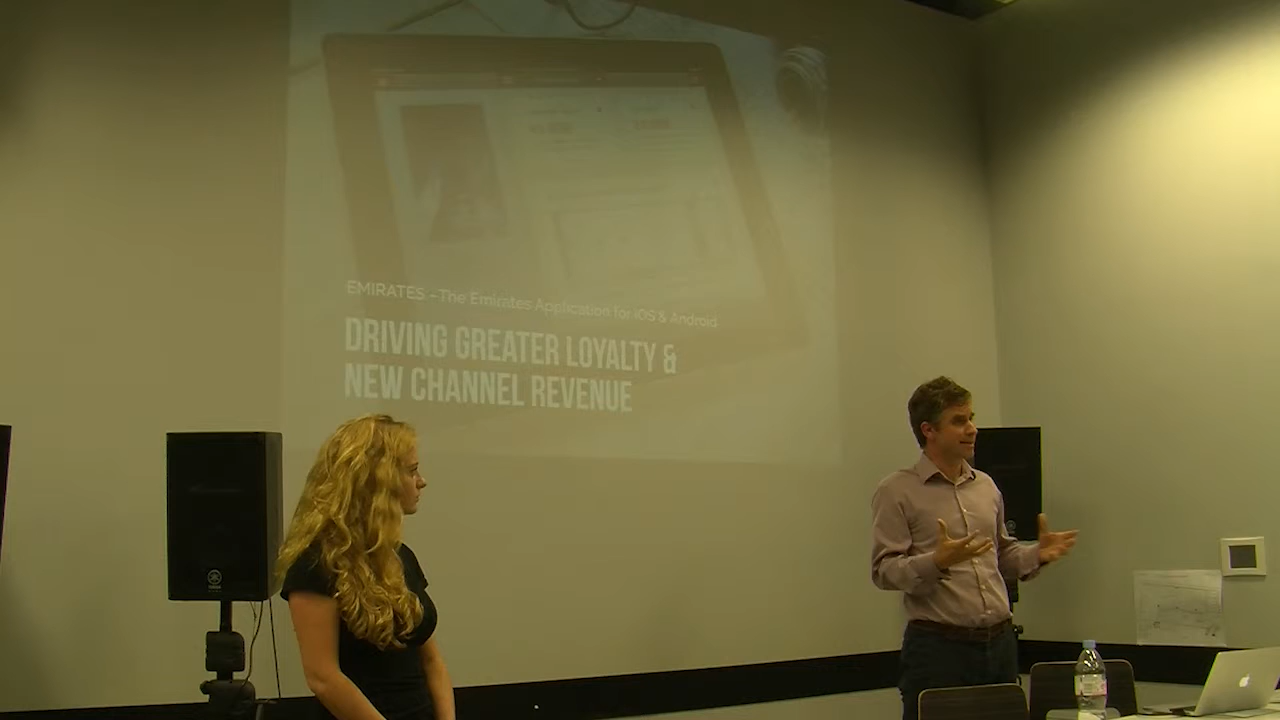 EMIRATES –The Emirates Application for iOS & Android
DRIVING GREATER LOYALTY &
NEW CHANNEL REVENUE